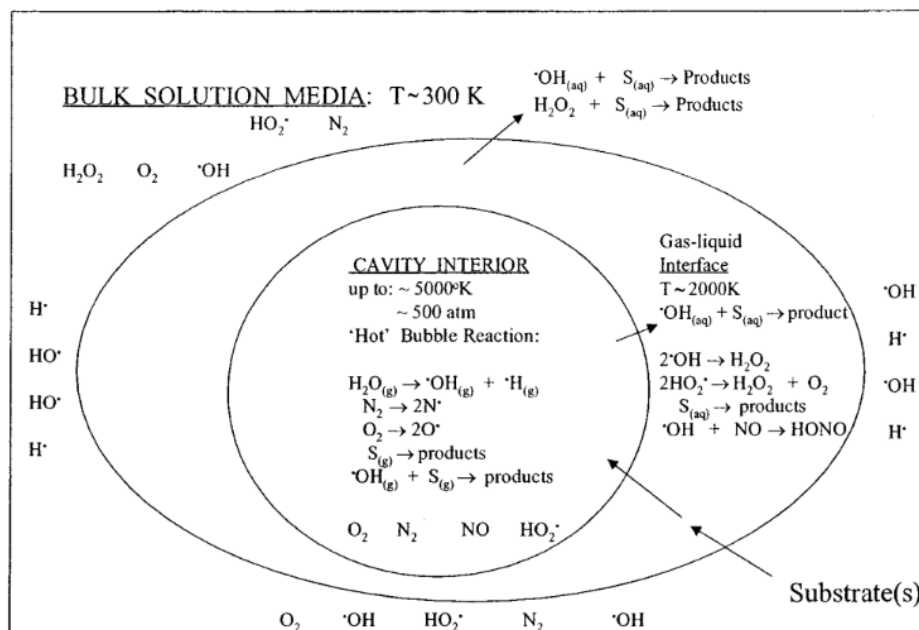 BULK SOLUTION MEDIA: T~300 K
•OH(aq) + S(aq) → Products
H₂O₂ + S(aq) → Products
HO₂• N₂
H₂O₂ O₂ •OH
CAVITY INTERIOR
up to: ~ 5000°K
~ 500 atm
'Hot' Bubble Reaction:
H₂O(g) → •OH(g) + •H(g)
N₂ → 2N•
O₂ → 2O•
S(g) → products
•OH(g) + S(g) → products
O₂ N₂ NO HO₂•
Gas-liquid
Interface
T~2000K
•OH(aq) + S(aq) → product
2•OH → H₂O₂
2HO₂• → H₂O₂ + O₂
S(aq) → products
•OH + NO → HONO
H•
HO•
HO•
H•
•OH
H•
•OH
H•
Substrate(s)
O₂ •OH HO₂• N₂ •OH